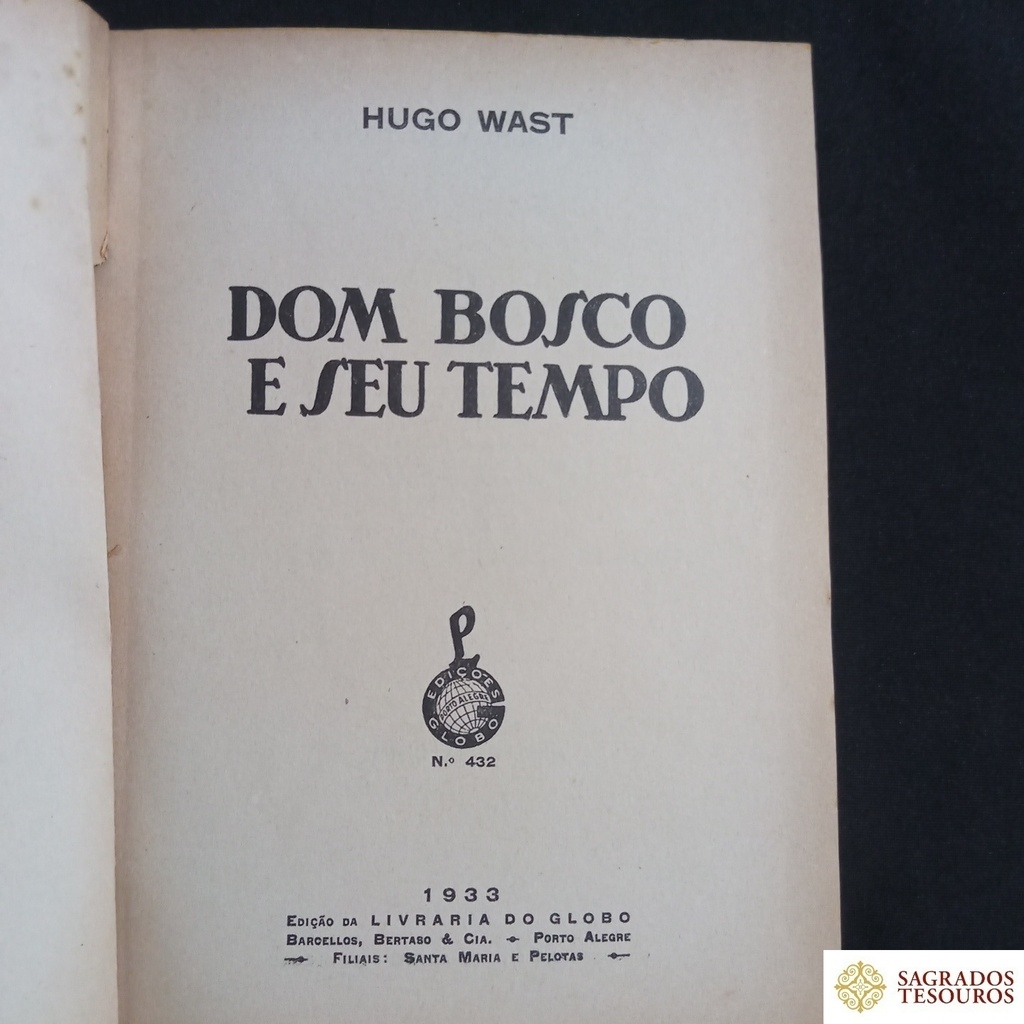 HUGO WAST
DOM BOSCO
E SEU TEMPO
EDIÇÕES
PORTO ALEGRE
GLOBO
N.º 432
1933
EDIÇÃO DA LIVRARIA DO GLOBO
BARCELLOS, BERTASO & CIA. PORTO ALEGRE
FILIAIS: SANTA MARIA E PELOTAS
SAGRADOS
TESOUROS